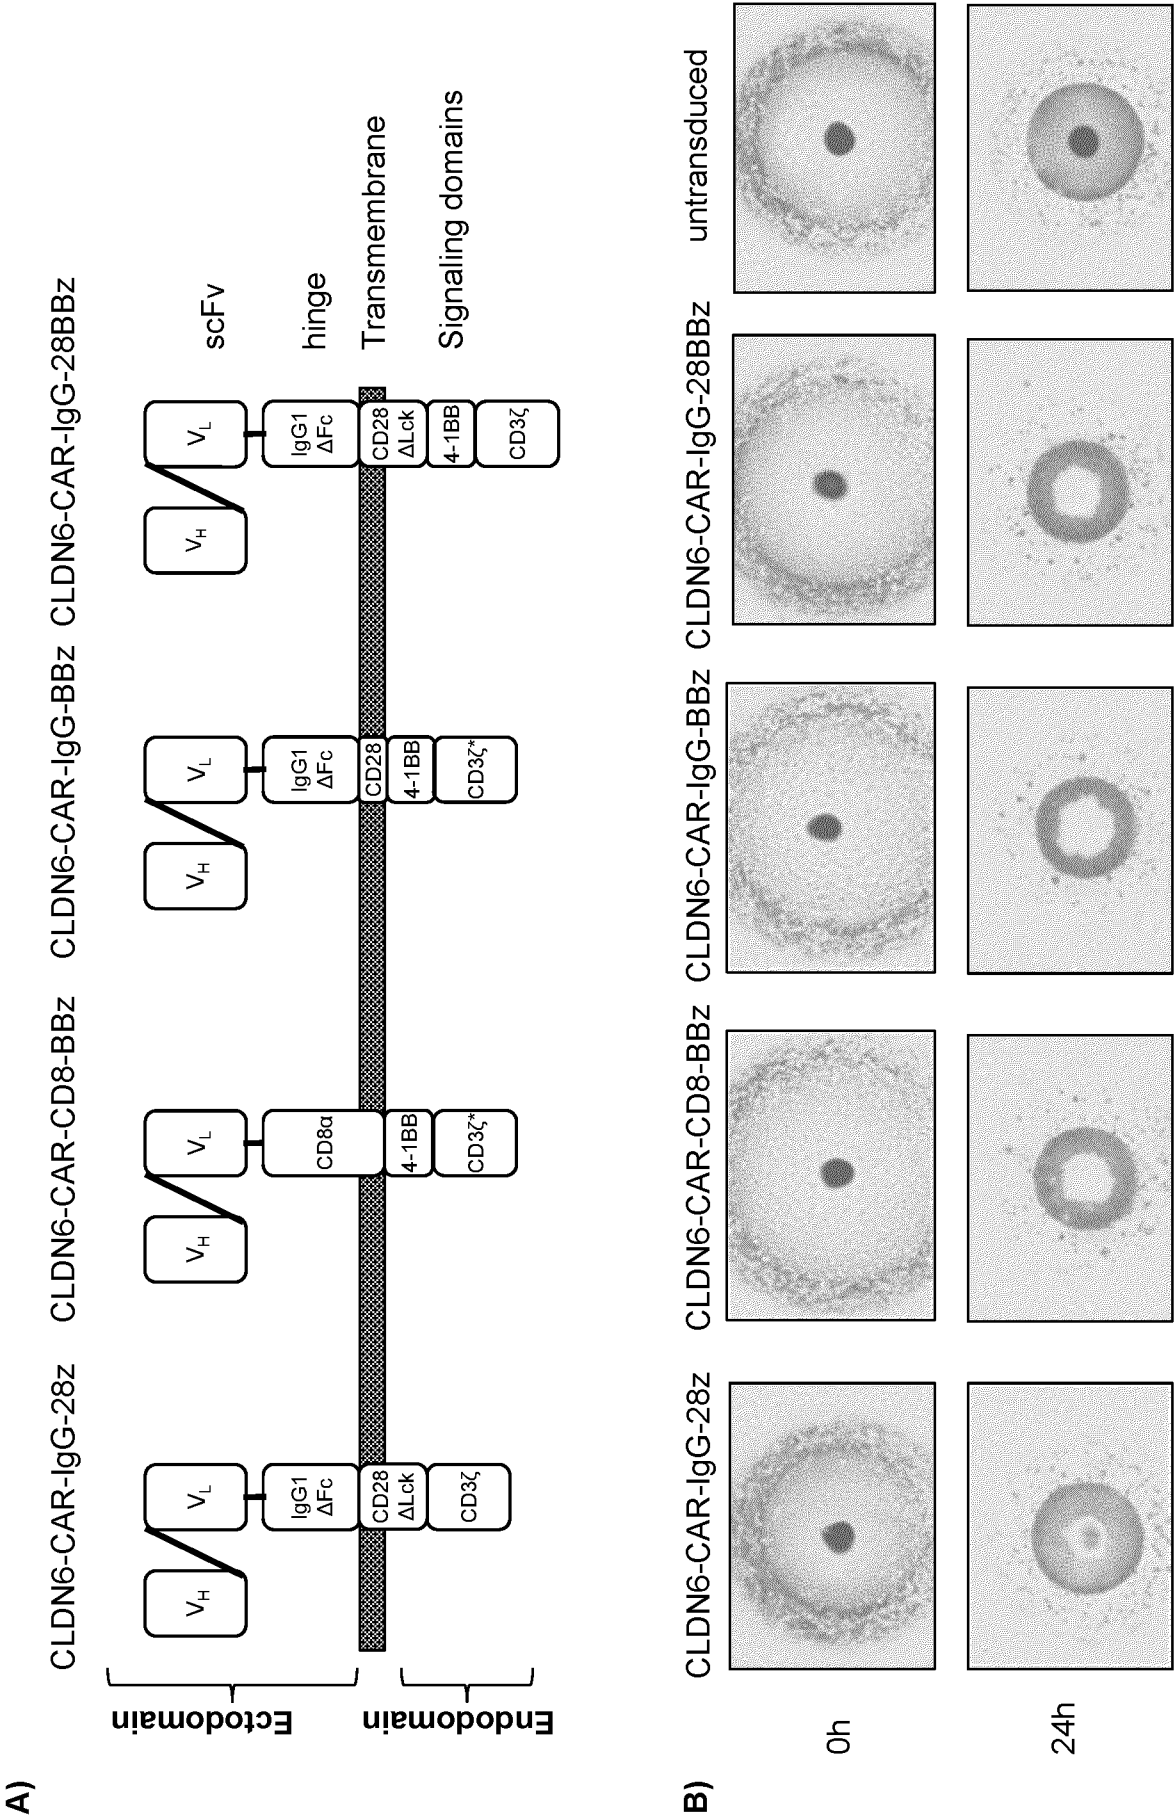 A)
CLDN6-CAR-IgG-28z
CLDN6-CAR-CD8-BBz
CLDN6-CAR-IgG-BBz
CLDN6-CAR-IgG-28BBz
Ectodomain
Endodomain
VH
VL
IgG1
ΔFc
CD28
ΔLck
CD3ζ
VH
VL
CD8α
4-1BB
CD3ζ*
VH
VL
IgG1
ΔFc
CD28
4-1BB
CD3ζ*
VH
VL
IgG1
ΔFc
CD28
ΔLck
4-1BB
CD3ζ
scFv
hinge
Transmembrane
Signaling domains
B)
CLDN6-CAR-IgG-28z
CLDN6-CAR-CD8-BBz
CLDN6-CAR-IgG-BBz
CLDN6-CAR-IgG-28BBz
untransduced
0h
24h